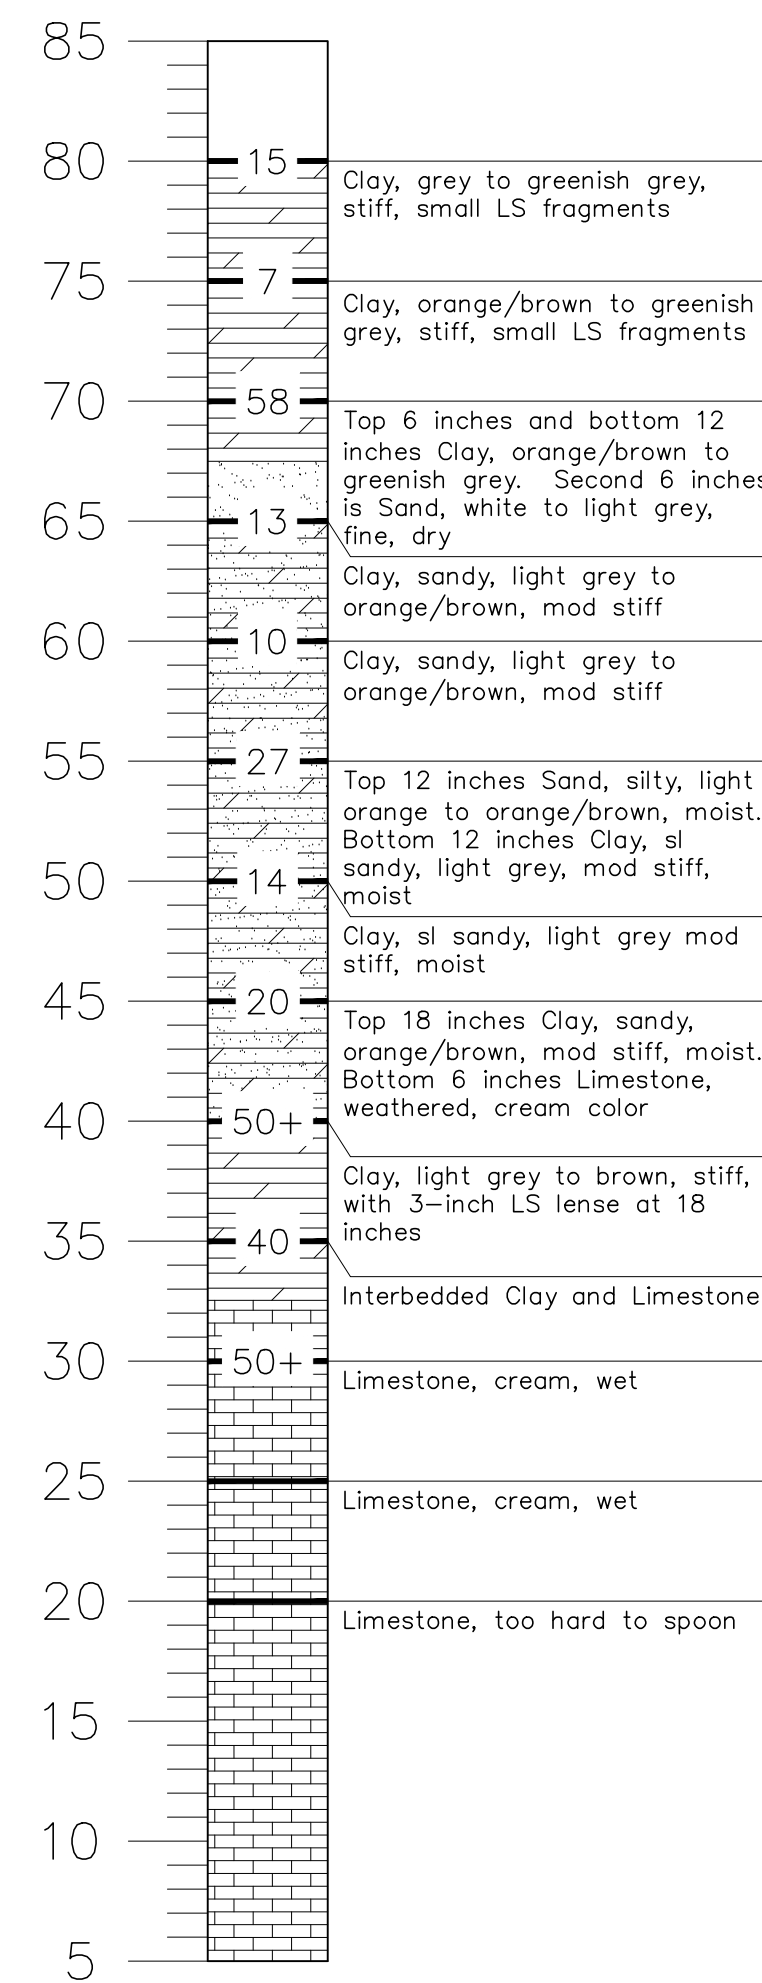 85
80
15
Clay, grey to greenish grey,
stiff, small LS fragments
75
7
Clay, orange/brown to greenish
grey, stiff, small LS fragments
70
58
Top 6 inches and bottom 12
inches Clay, orange/brown to
greenish grey. Second 6 inches
is Sand, white to light grey,
fine, dry
65
13
Clay, sandy, light grey to
orange/brown, mod stiff
60
10
Clay, sandy, light grey to
orange/brown, mod stiff
55
27
Top 12 inches Sand, silty, light
orange to orange/brown, moist.
Bottom 12 inches Clay, sl
sandy, light grey, mod stiff,
moist
50
14
Clay, sl sandy, light grey mod
stiff, moist
45
20
Top 18 inches Clay, sandy,
orange/brown, mod stiff, moist.
Bottom 6 inches Limestone,
weathered, cream color
40
50+
Clay, light grey to brown, stiff,
with 3-inch LS lense at 18
inches
35
40
Interbedded Clay and Limestone
30
50+
Limestone, cream, wet
25
Limestone, cream, wet
20
Limestone, too hard to spoon
15
10
5